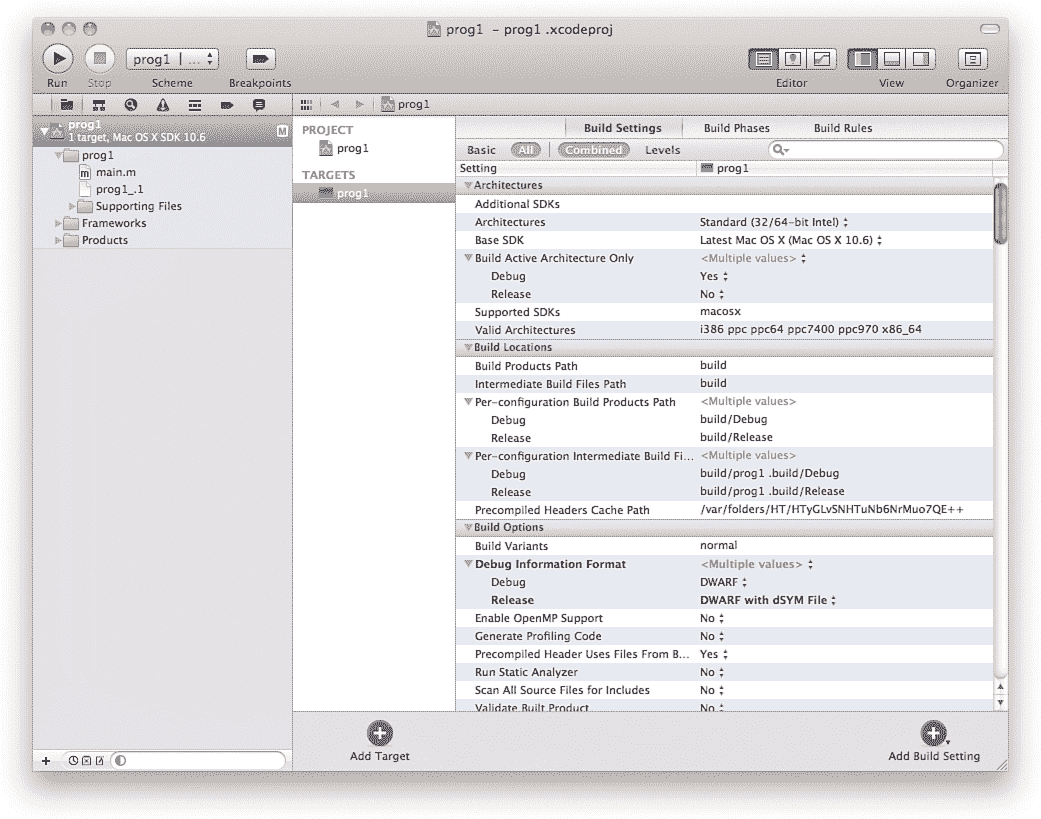 prog1 - prog1 .xcodeproj
prog1 | ...
Run Stop Scheme Breakpoints Editor View Organizer
prog1
prog1
1 target, Mac OS X SDK 10.6
M
prog1
main.m
prog1_.1
Supporting Files
Frameworks
Products
PROJECT
prog1
TARGETS
prog1
Build Settings Build Phases Build Rules
Basic All Combined Levels
Setting prog1
Architectures
Additional SDKs
Architectures Standard (32/64-bit Intel)
Base SDK Latest Mac OS X (Mac OS X 10.6)
Build Active Architecture Only <Multiple values>
Debug Yes
Release No
Supported SDKs macosx
Valid Architectures i386 ppc ppc64 ppc7400 ppc970 x86_64
Build Locations
Build Products Path build
Intermediate Build Files Path build
Per-configuration Build Products Path <Multiple values>
Debug build/Debug
Release build/Release
Per-configuration Intermediate Build Fi... <Multiple values>
Debug build/prog1 .build/Debug
Release build/prog1 .build/Release
Precompiled Headers Cache Path /var/folders/HT/HTyGLvSNHTuNb6NrMuo7QE++
Build Options
Build Variants normal
Debug Information Format <Multiple values>
Debug DWARF
Release DWARF with dSYM File
Enable OpenMP Support No
Generate Profiling Code No
Precompiled Header Uses Files From B... Yes
Run Static Analyzer No
Scan All Source Files for Includes No
Validate Built Product No
Add Target Add Build Setting